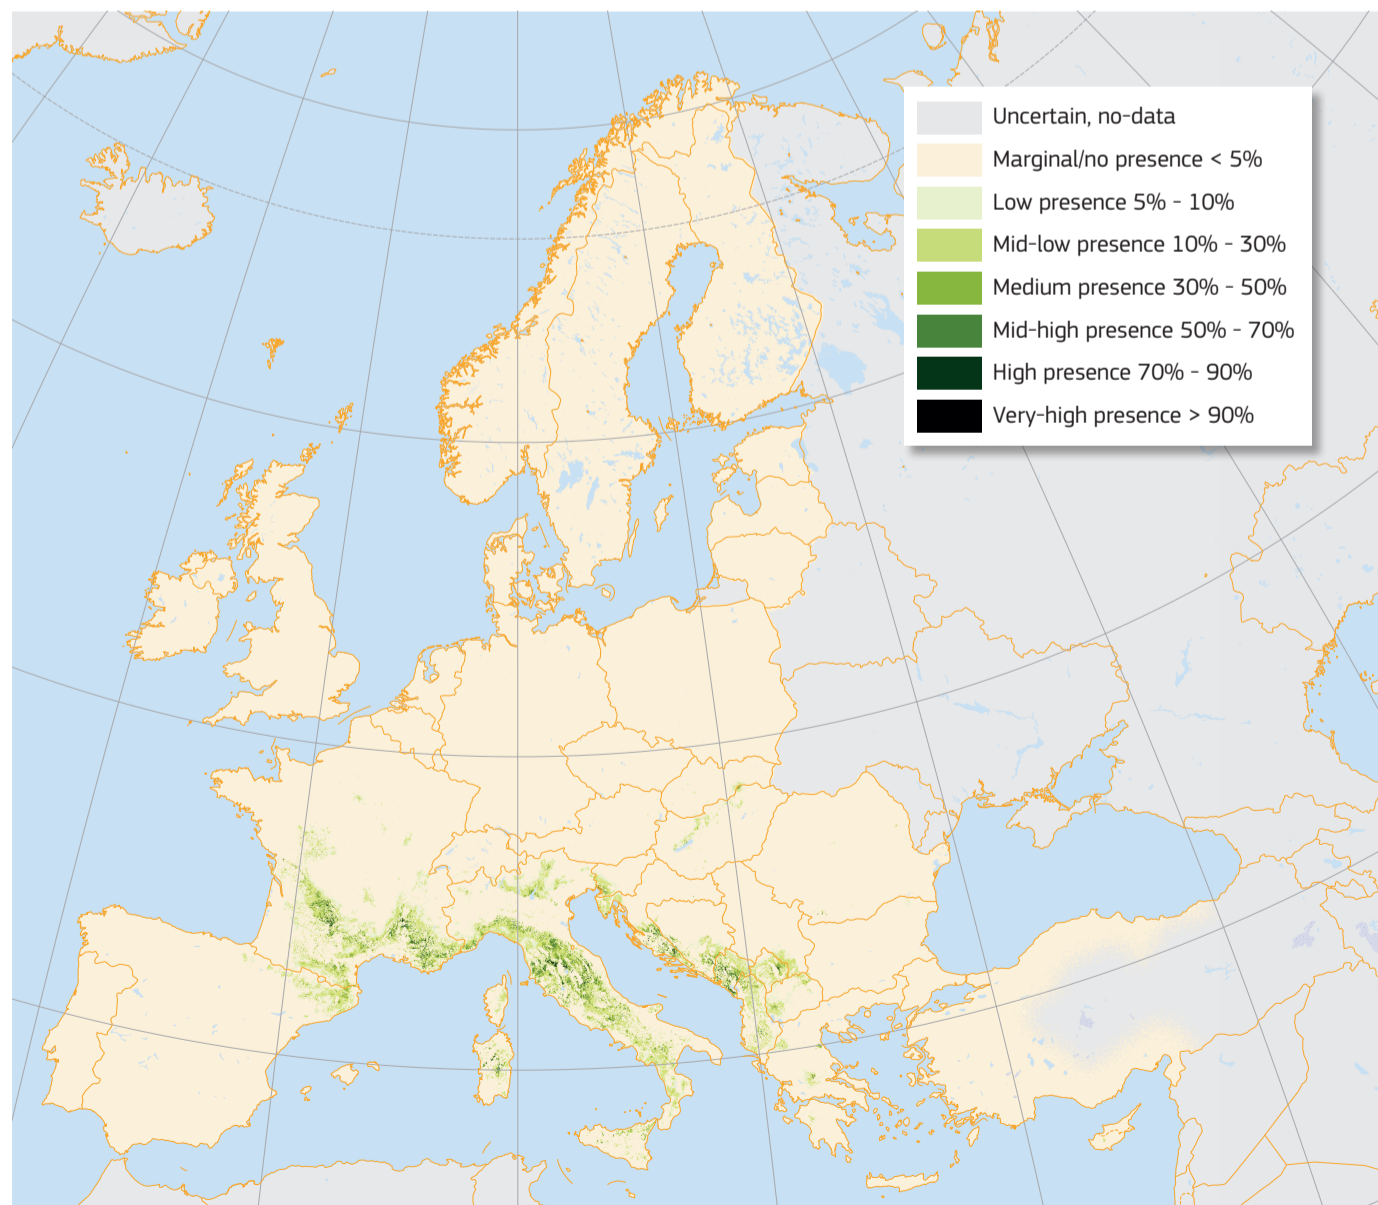 Uncertain, no-data
Marginal/no presence < 5%
Low presence 5% - 10%
Mid-low presence 10% - 30%
Medium presence 30% - 50%
Mid-high presence 50% - 70%
High presence 70% - 90%
Very-high presence > 90%